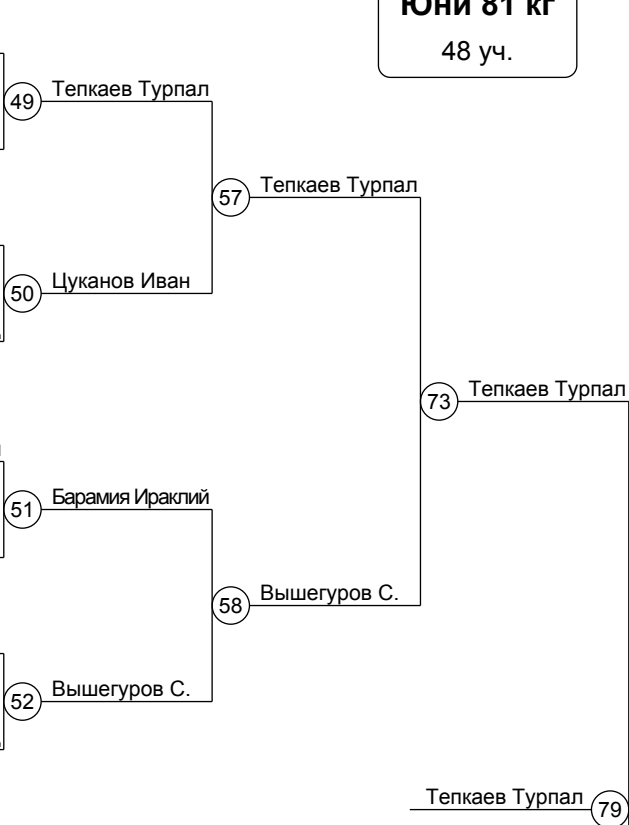 Юни 81 кг
48 уч.
49 Тепкаев Турпал
57 Тепкаев Турпал
50 Цуканов Иван
73 Тепкаев Турпал
51 Барамия Ираклий
58 Вышегуров С.
52 Вышегуров С.
Тепкаев Турпал 79